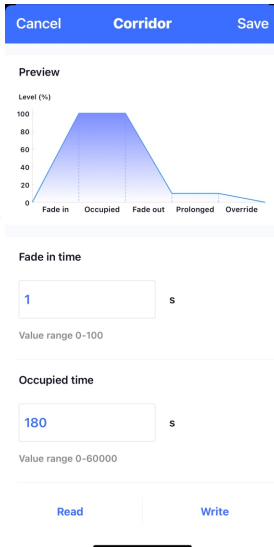 Cancel Corridor Save
Preview
Level (%)
100
80
60
40
20
0
Fade in Occupied Fade out Prolonged Override
Fade in time
1 s
Value range 0-100
Occupied time
180 s
Value range 0-60000
Read Write